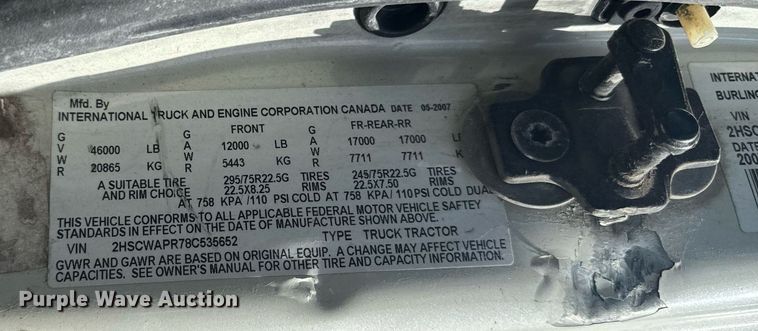 Mfd. By
INTERNATIONAL TRUCK AND ENGINE CORPORATION CANADA DATE 05-2007
G FRONT G FR-REAR-RR
V 46000 LB A 12000 LB A 17000 17000
W W W
R 20865 KG R 5443 KG R 7711 7711 K
A SUITABLE TIRE 295/75R22.5G TIRES 245/75R22.5G TIRES
AND RIM CHOICE 22.5X8.25 RIMS 22.5X7.50 RIMS
AT 758 KPA /110 PSI COLD AT 758 KPA /110 PSI COLD DUAL
THIS VEHICLE CONFORMS TO ALL APPLICABLE FEDERAL MOTOR VEHICLE SAFTEY
STANDARDS IN EFFECT ON THE DATE OF MANUFACTURE SHOWN ABOVE.
VIN 2HSCWAPR78C535652 TYPE TRUCK TRACTOR
GVWR AND GAWR ARE BASED ON ORIGINAL EQUIP. A CHANGE MAY AFFECT VEHICLE
CAPACITIES. SEE OWNER'S MANUAL FOR OTHER TIRE AND CAPACITY INFORMATION.
INTERNAT
BURLING
VIN
2HSC
DATE
200
Purple Wave Auction